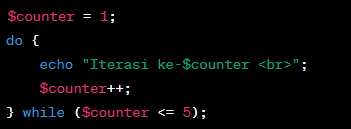 $counter = 1;
do {
    echo "Iterasi ke-$counter <br>";
    $counter++;
} while ($counter <= 5);